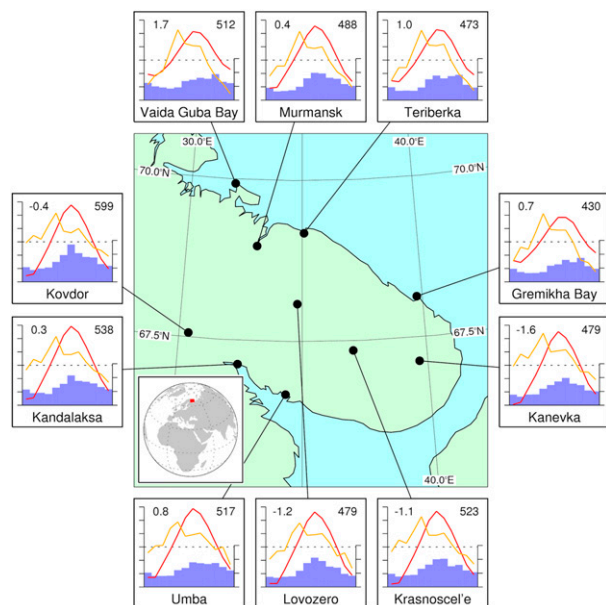 1.7 512
Vaida Guba Bay
0.4 488
Murmansk
1.0 473
Teriberka
30.0°E
40.0°E
70.0°N
70.0°N
-0.4 599
Kovdor
0.7 430
Gremikha Bay
67.5°N
67.5°N
0.3 538
Kandalaksa
-1.6 479
Kanevka
40.0°E
0.8 517
Umba
-1.2 479
Lovozero
-1.1 523
Krasnoscel'e